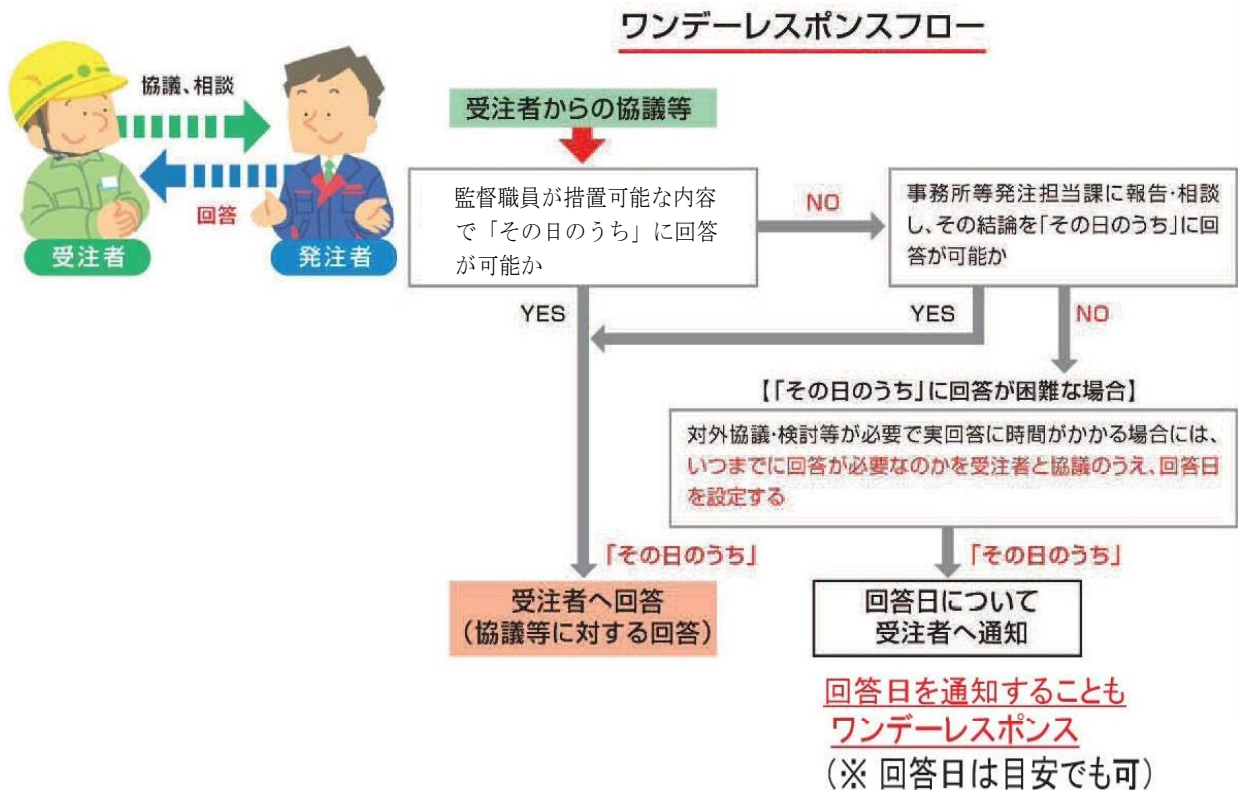 ワンデーレスポンスフロー
協議、相談
回答
受注者
発注者
受注者からの協議等
監督職員が措置可能な内容
で「その日のうち」に回答
が可能か
NO
事務所等発注担当課に報告・相談
し、その結論を「その日のうち」に回
答が可能か
YES
YES
NO
【「その日のうち」に回答が困難な場合】
対外協議・検討等が必要で実回答に時間がかかる場合には、
いつまでに回答が必要なのかを受注者と協議のうえ、回答日
を設定する
「その日のうち」
「その日のうち」
受注者へ回答
（協議等に対する回答）
回答日について
受注者へ通知
回答日を通知することも
ワンデーレスポンス
（※ 回答日は目安でも可）